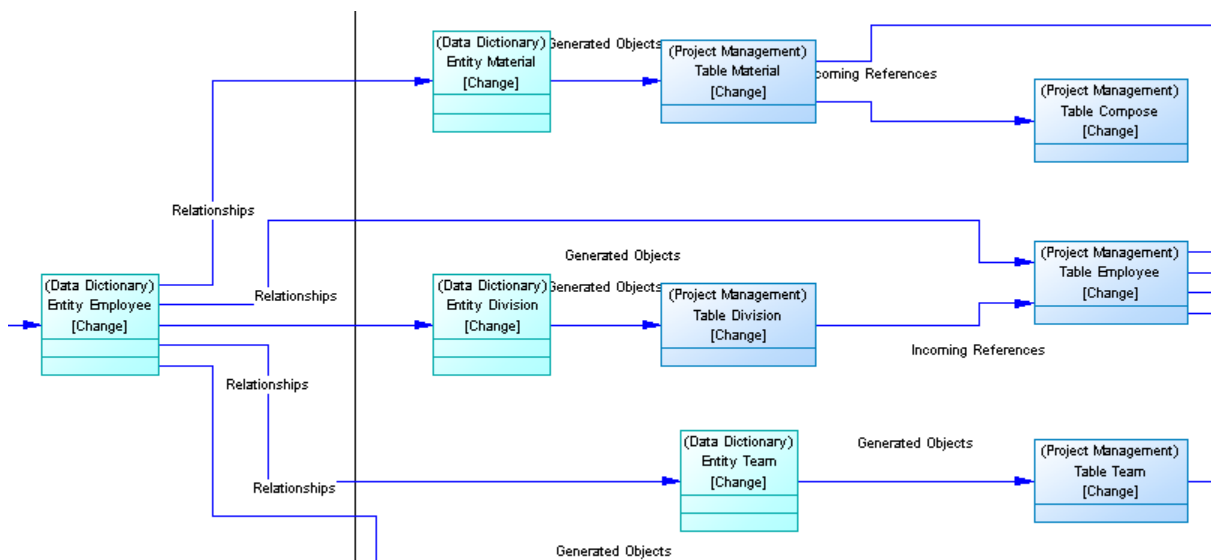 (Data Dictionary)
Entity Material
[Change]
Generated Objects
(Project Management)
Table Material
[Change]
Incoming References
(Project Management)
Table Compose
[Change]
Relationships
(Data Dictionary)
Entity Employee
[Change]
Relationships
Generated Objects
(Data Dictionary)
Entity Division
[Change]
Generated Objects
(Project Management)
Table Division
[Change]
(Project Management)
Table Employee
[Change]
Incoming References
Relationships
Relationships
(Data Dictionary)
Entity Team
[Change]
Generated Objects
(Project Management)
Table Team
[Change]
Generated Objects